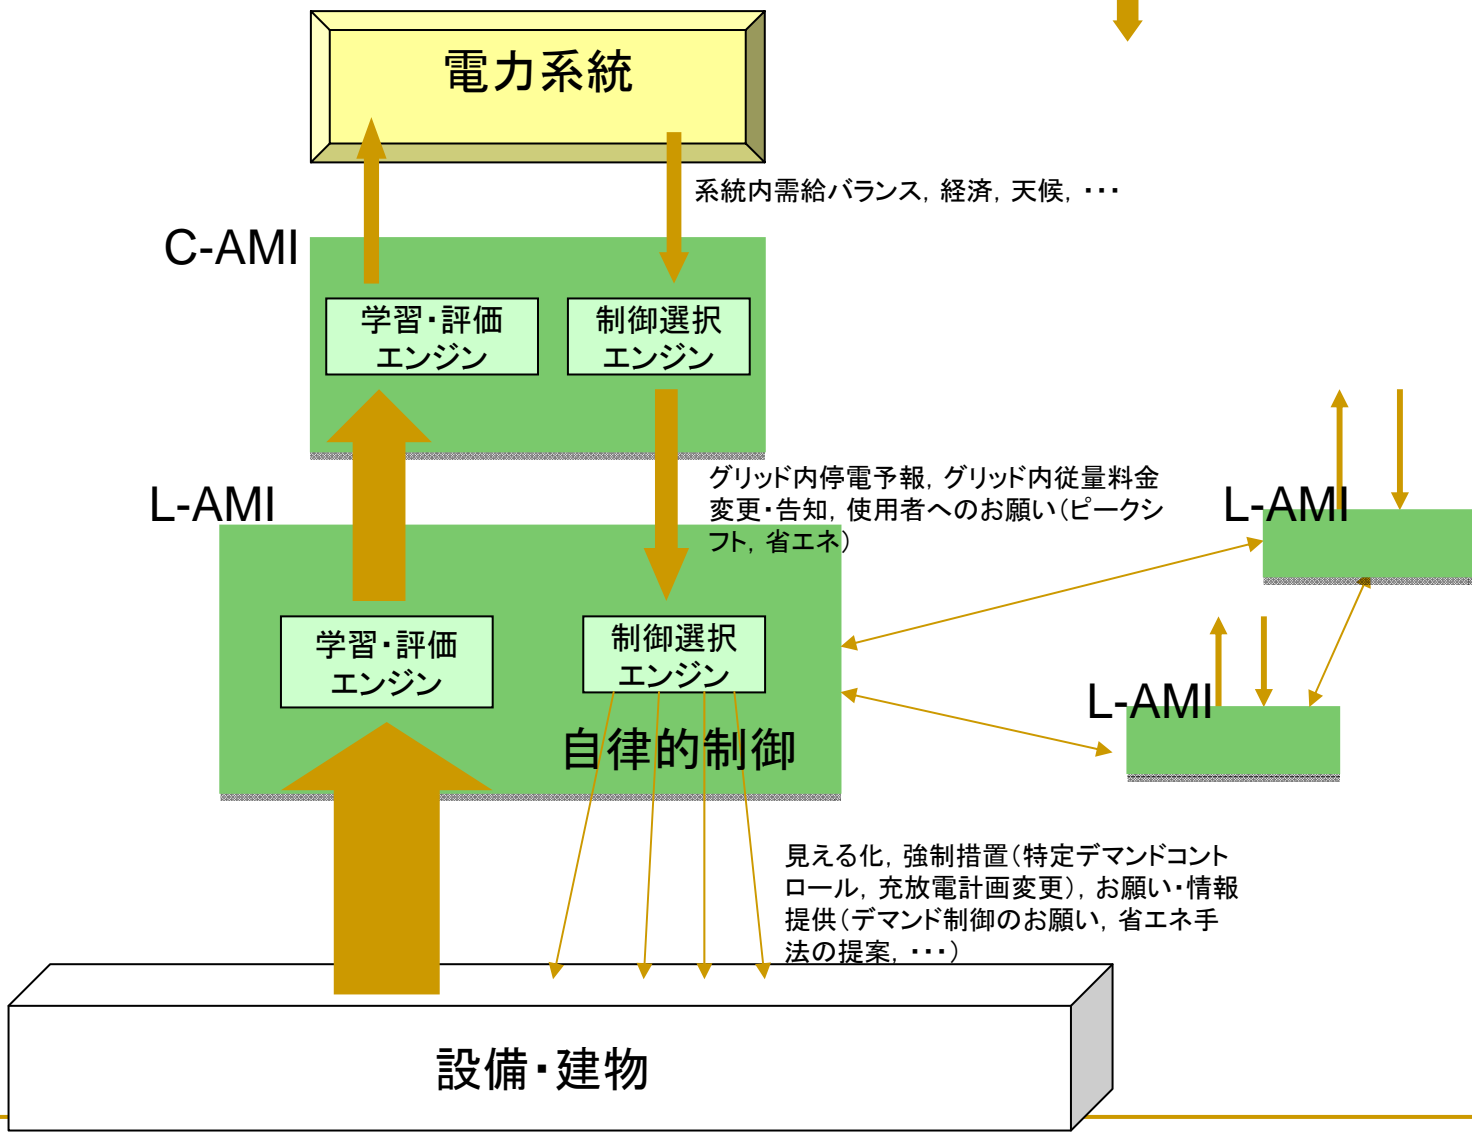 電力系統
系統内需給バランス, 経済, 天候, ･･･
C-AMI
学習・評価
エンジン
制御選択
エンジン
グリッド内停電予報, グリッド内従量料金
変更・告知, 使用者へのお願い(ピークシ
フト, 省エネ)
L-AMI
L-AMI
学習・評価
エンジン
制御選択
エンジン
自律的制御
L-AMI
見える化, 強制措置(特定デマンドコント
ロール, 充放電計画変更), お願い・情報
提供(デマンド制御のお願い, 省エネ手
法の提案, ･･･)
設備・建物